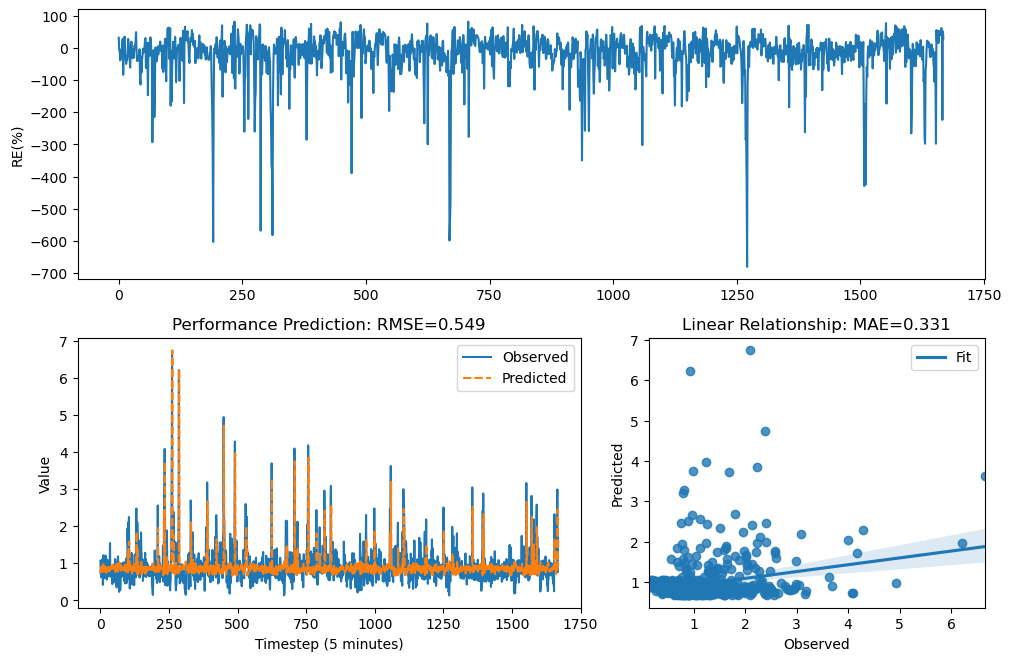 RE(%)
100
0
−100
−200
−300
−400
−500
−600
−700
0 250 500 750 1000 1250 1500 1750
Performance Prediction: RMSE=0.549
Value
7
6
5
4
3
2
1
0
Observed
Predicted
0 250 500 750 1000 1250 1500 1750
Timestep (5 minutes)
Linear Relationship: MAE=0.331
Predicted
7
6
5
4
3
2
1
Fit
1 2 3 4 5 6
Observed